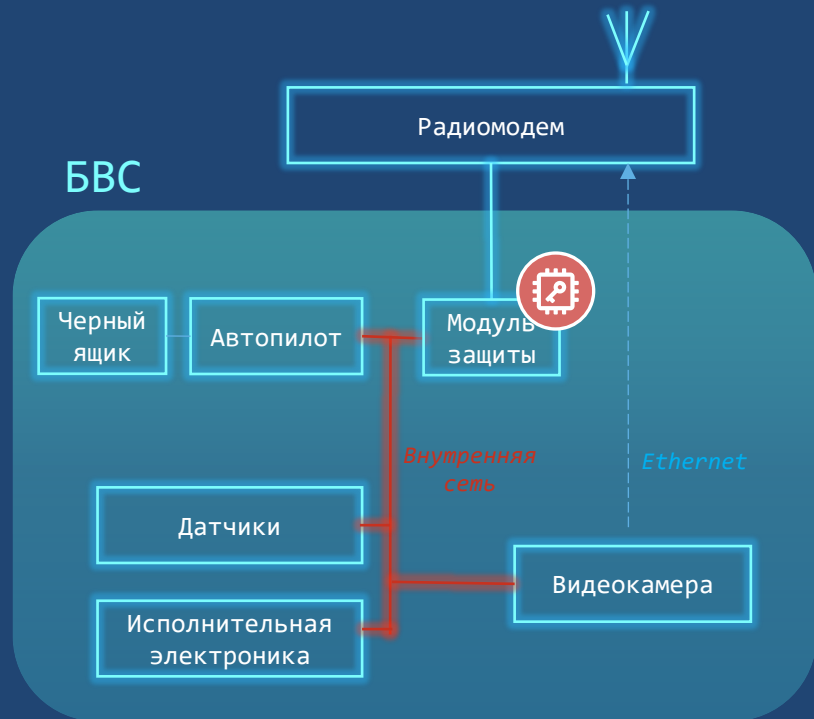 Радиомодем
БВС
Черный
ящик
Автопилот
Модуль
защиты
Внутренняя
сеть
Ethernet
Датчики
Видеокамера
Исполнительная
электроника